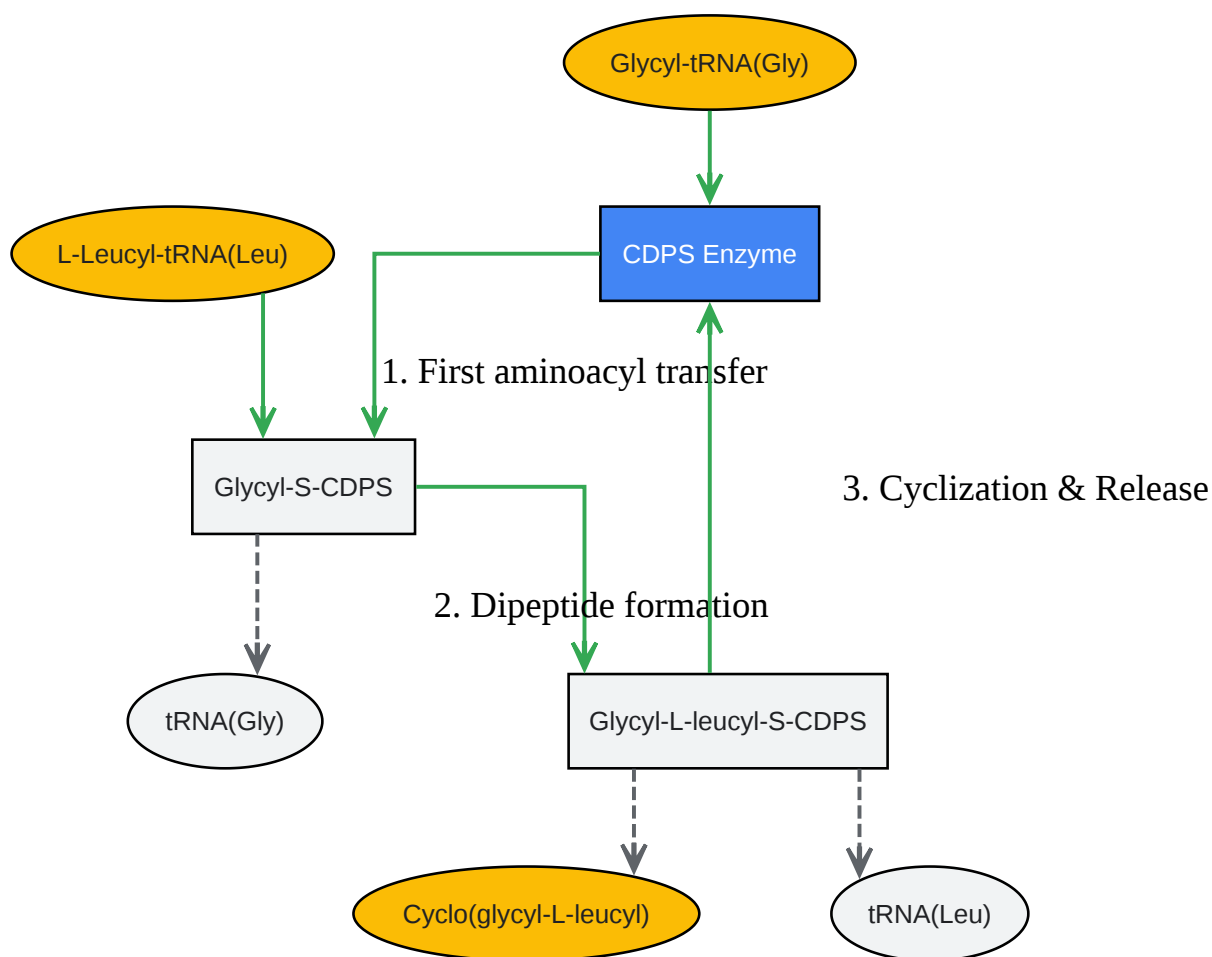 Glycyl-tRNA(Gly)
L-Leucyl-tRNA(Leu)
CDPS Enzyme
1. First aminoacyl transfer
Glycyl-S-CDPS
3. Cyclization & Release
2. Dipeptide formation
tRNA(Gly)
Glycyl-L-leucyl-S-CDPS
Cyclo(glycyl-L-leucyl)
tRNA(Leu)